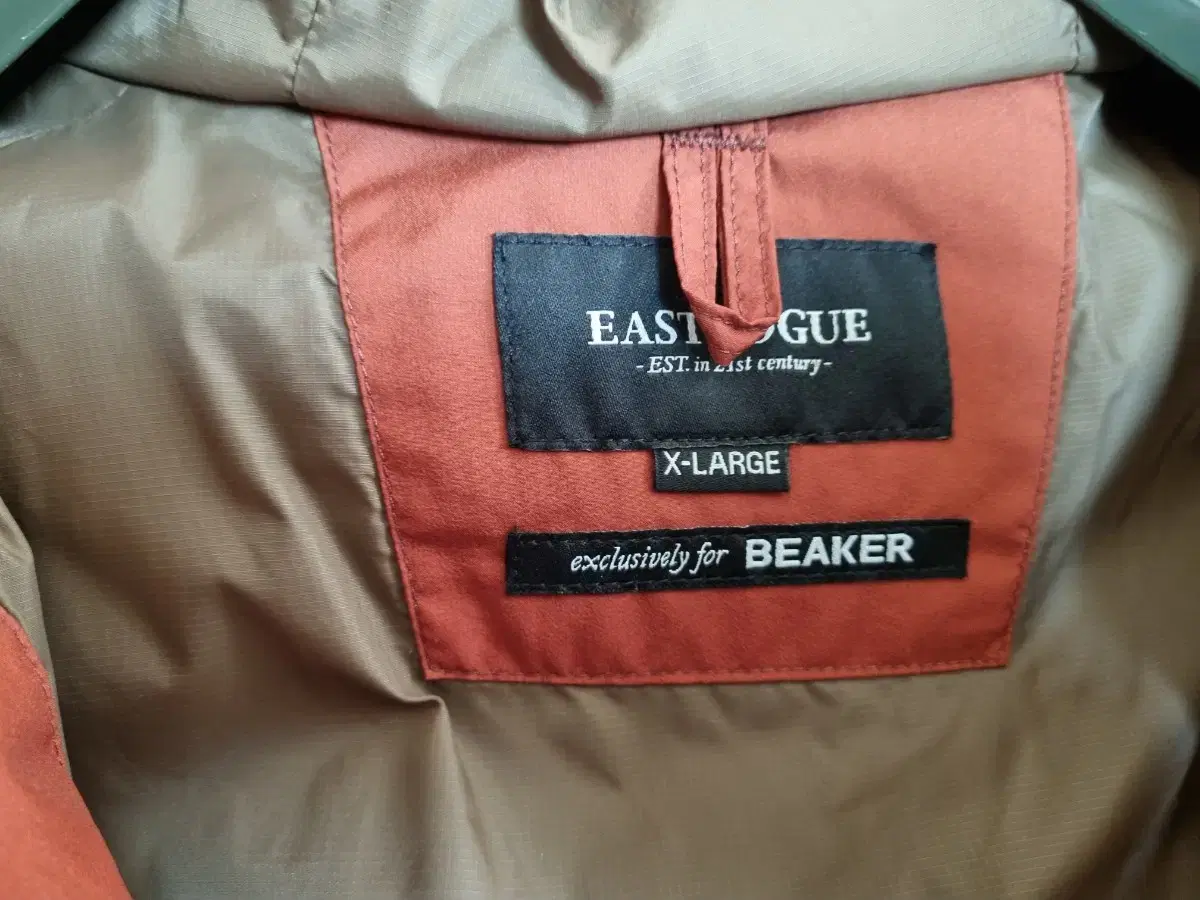 EAST OGUE
- EST. in 21st century -
X-LARGE
exclusively for BEAKER